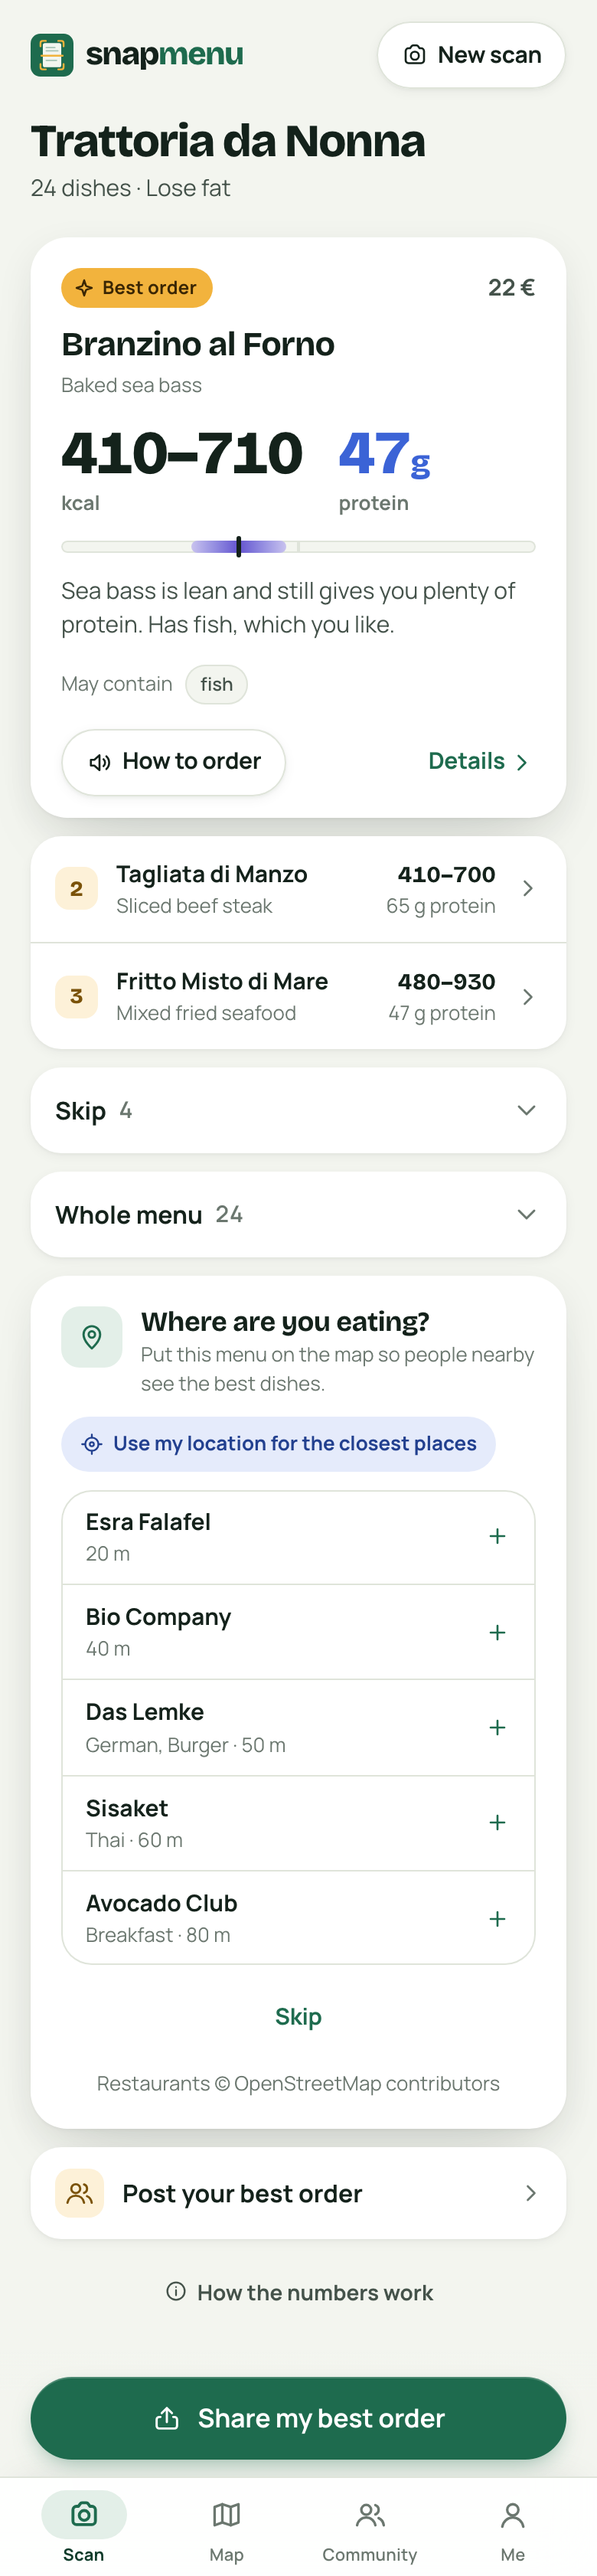 snapmenu
New scan
Trattoria da Nonna
24 dishes · Lose fat
Best order
22 €
Branzino al Forno
Baked sea bass
410–710
47g
kcal
protein
Sea bass is lean and still gives you plenty of
protein. Has fish, which you like.
May contain
fish
How to order
Details
2
Tagliata di Manzo
410–700
Sliced beef steak
65 g protein
3
Fritto Misto di Mare
480–930
Mixed fried seafood
47 g protein
Skip 4
Whole menu 24
Where are you eating?
Put this menu on the map so people nearby
see the best dishes.
Use my location for the closest places
Esra Falafel
20 m
Bio Company
40 m
Das Lemke
German, Burger · 50 m
Sisaket
Thai · 60 m
Avocado Club
Breakfast · 80 m
Skip
Restaurants © OpenStreetMap contributors
Post your best order
How the numbers work
Share my best order
Scan
Map
Community
Me